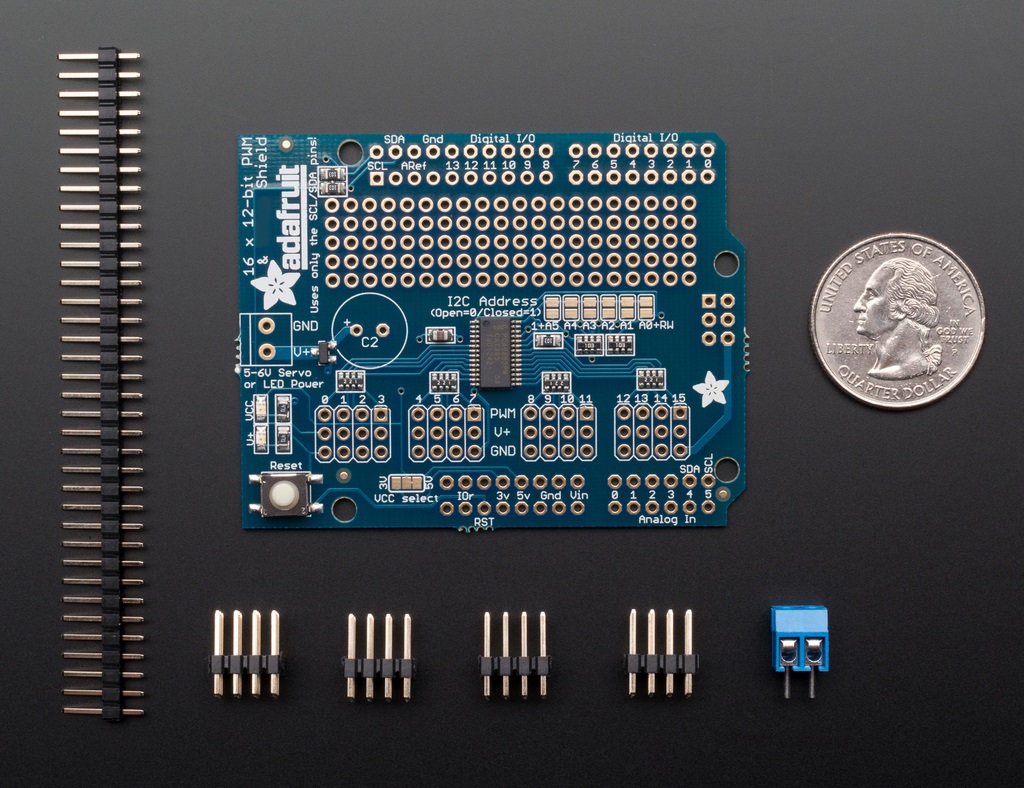 16 x 12-bit PWM
& Shield
adafruit
Uses only the SCL/SDA pins!
SDA Gnd Digital I/O Digital I/O
SCL ARef 13 12 11 10 9 8 7 6 5 4 3 2 1 0
I2C Address
(Open=0/Closed=1)
1+A5 A4 A3 A2 A1 A0+RW
GND
V+
+
C2
5-6V Servo
or LED Power
VCC
V+
0 1 2 3 4 5 6 7 8 9 10 11 12 13 14 15
PWM
V+
GND
Reset
3V 5V
VCC select
IOr 3v 5v Gnd Vin
RST
SDA SCL
0 1 2 3 4 5
Analog In
UNITED STATES OF AMERICA
LIBERTY
IN
GOD WE
TRUST
P
QUARTER DOLLAR